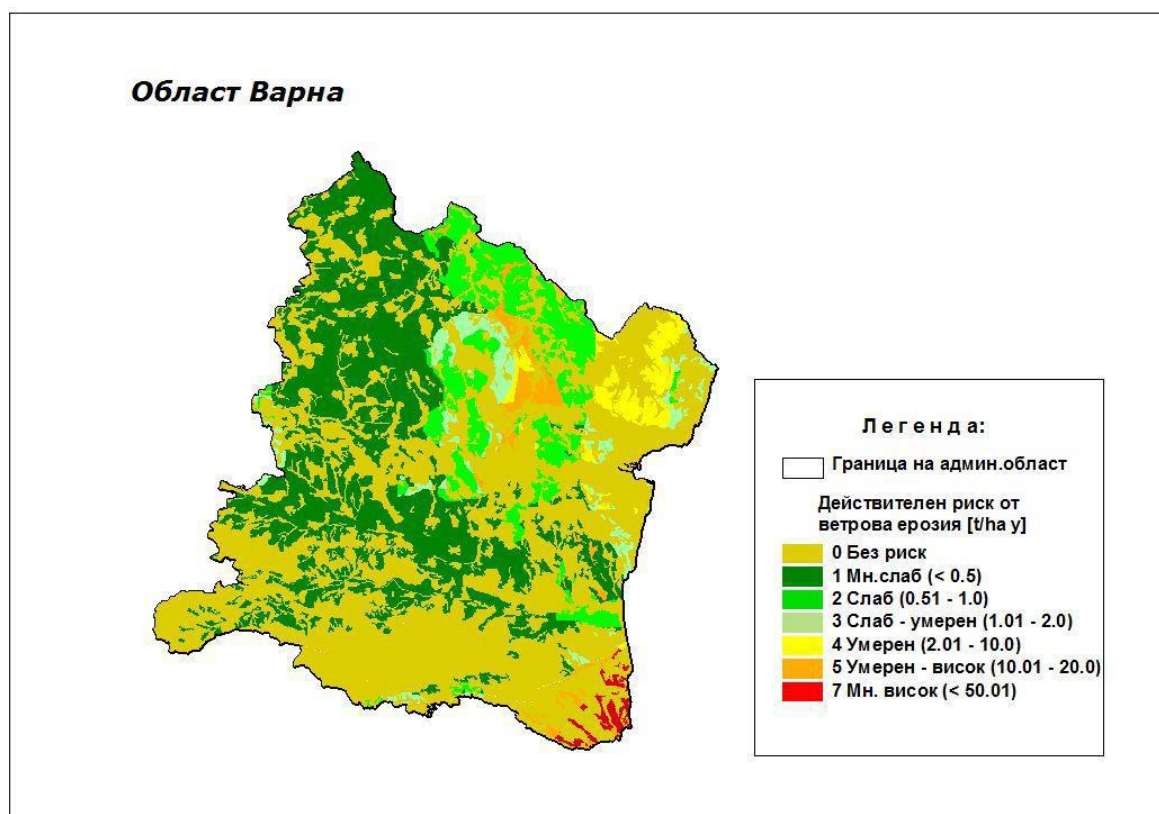 Област Варна
Легенда:
Граница на админ.област
Действителен риск от
ветрова ерозия [t/ha y]
0 Без риск
1 Мн.слаб (< 0.5)
2 Слаб (0.51 - 1.0)
3 Слаб - умерен (1.01 - 2.0)
4 Умерен (2.01 - 10.0)
5 Умерен - висок (10.01 - 20.0)
7 Мн. висок (< 50.01)